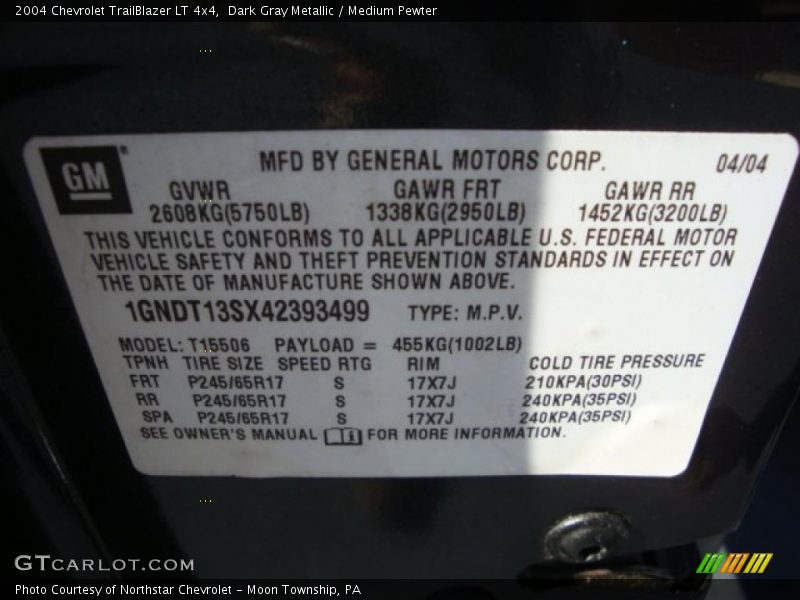 2004 Chevrolet TrailBlazer LT 4x4,  Dark Gray Metallic / Medium Pewter
GM
MFD BY GENERAL MOTORS CORP. 04/04
GVWR GAWR FRT GAWR RR
2608KG(5750LB) 1338KG(2950LB) 1452KG(3200LB)
THIS VEHICLE CONFORMS TO ALL APPLICABLE U.S. FEDERAL MOTOR
VEHICLE SAFETY AND THEFT PREVENTION STANDARDS IN EFFECT ON
THE DATE OF MANUFACTURE SHOWN ABOVE.
1GNDT13SX42393499 TYPE: M.P.V.
MODEL: T15506 PAYLOAD = 455KG(1002LB)
TPNH TIRE SIZE SPEED RTG RIM COLD TIRE PRESSURE
FRT P245/65R17 S 17X7J 210KPA(30PSI)
RR P245/65R17 S 17X7J 240KPA(35PSI)
SPA P245/65R17 S 17X7J 240KPA(35PSI)
SEE OWNER'S MANUAL FOR MORE INFORMATION.
GTCARLOT.COM
Photo Courtesy of Northstar Chevrolet - Moon Township, PA